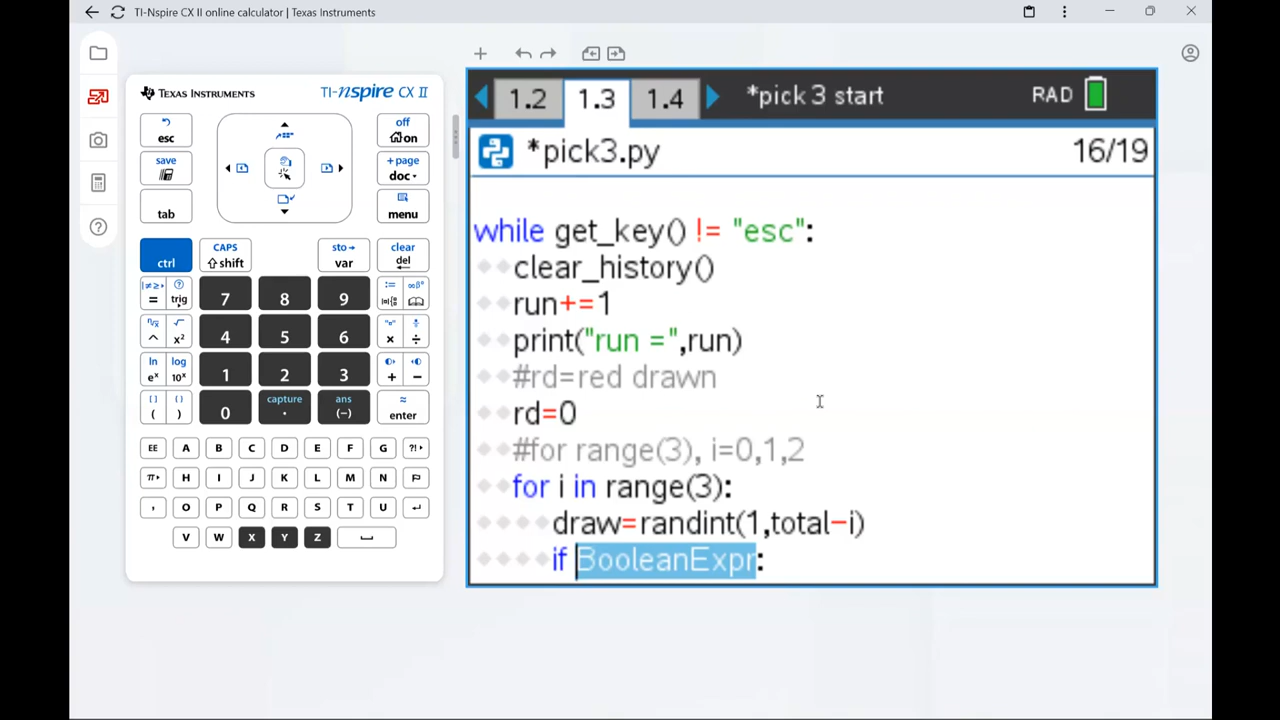 TI-Nspire CX II online calculator | Texas Instruments
TEXAS INSTRUMENTS TI-nspire CX II
esc
off
on
save
+ page
doc
tab
menu
ctrl
CAPS
shift
sto→
var
clear
del
= trig 7 8 9
^ x² 4 5 6 × ÷
ln log
eˣ 10ˣ 1 2 3 + −
( ) 0
capture
.
ans
(−)
≈
enter
EE A B C D E F G ?!
π H I J K L M N
, O P Q R S T U
V W X Y Z
1.2 1.3 1.4 *pick 3 start RAD
*pick3.py 16/19
while get_key() != "esc":
clear_history()
run+=1
print("run =",run)
#rd=red drawn
rd=0
#for range(3), i=0,1,2
for i in range(3):
draw=randint(1,total−i)
if BooleanExpr: